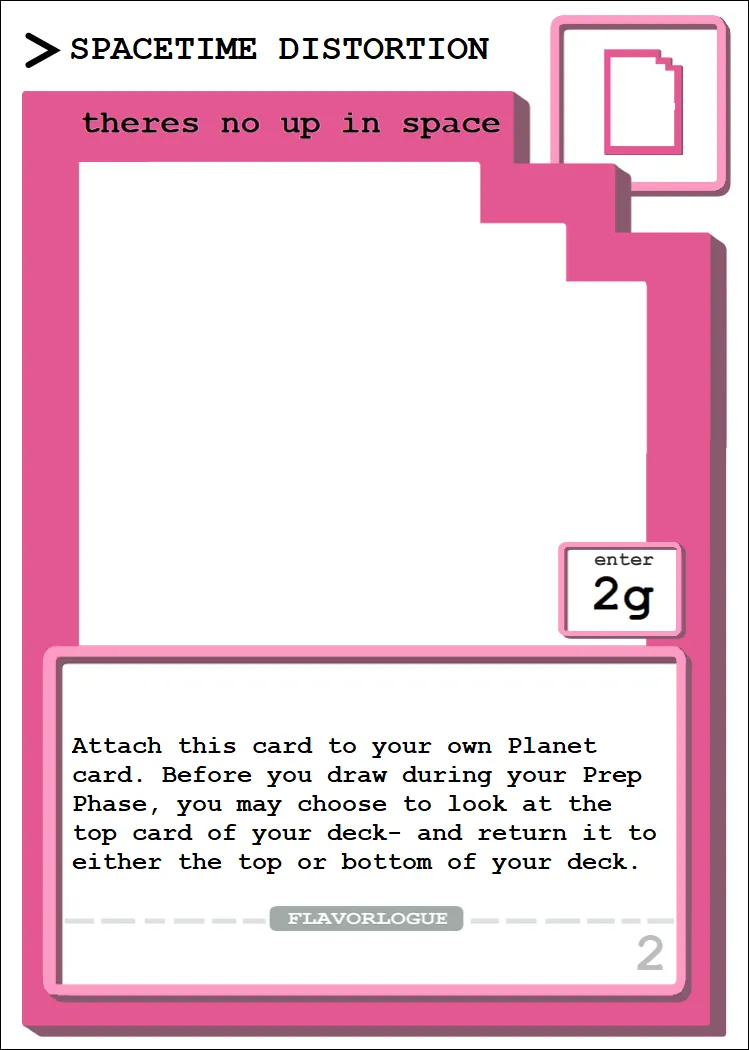 > SPACETIME DISTORTION
theres no up in space
enter
2g
Attach this card to your own Planet
card. Before you draw during your Prep
Phase, you may choose to look at the
top card of your deck- and return it to
either the top or bottom of your deck.
FLAVORLOGUE
2